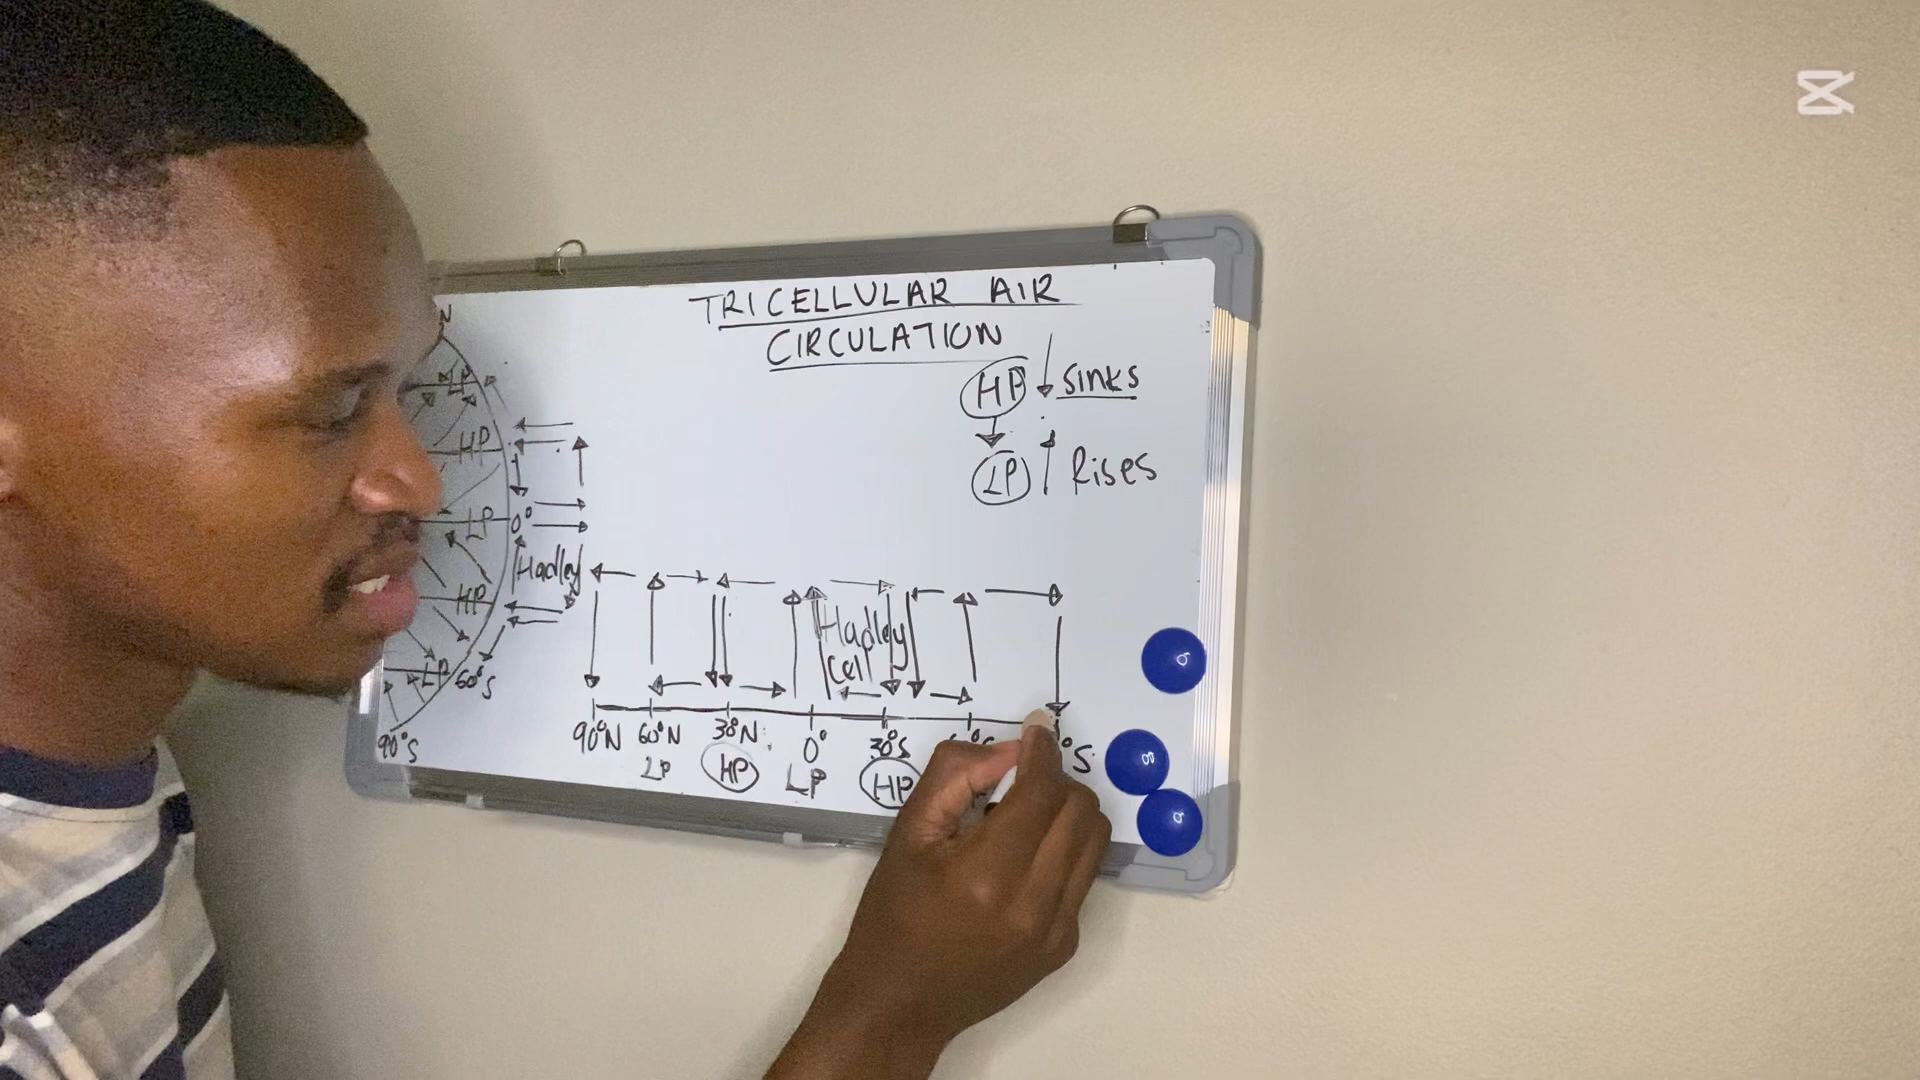 TRICELLULAR AIR
CIRCULATION
HP sinks
LP Rises
N
LP
HP
LP 0°
Hadley
HP
LP 60°S
90°S
Hadley
Cell
90°N 60°N 30°N 0° 30°S °S
LP HP LP HP